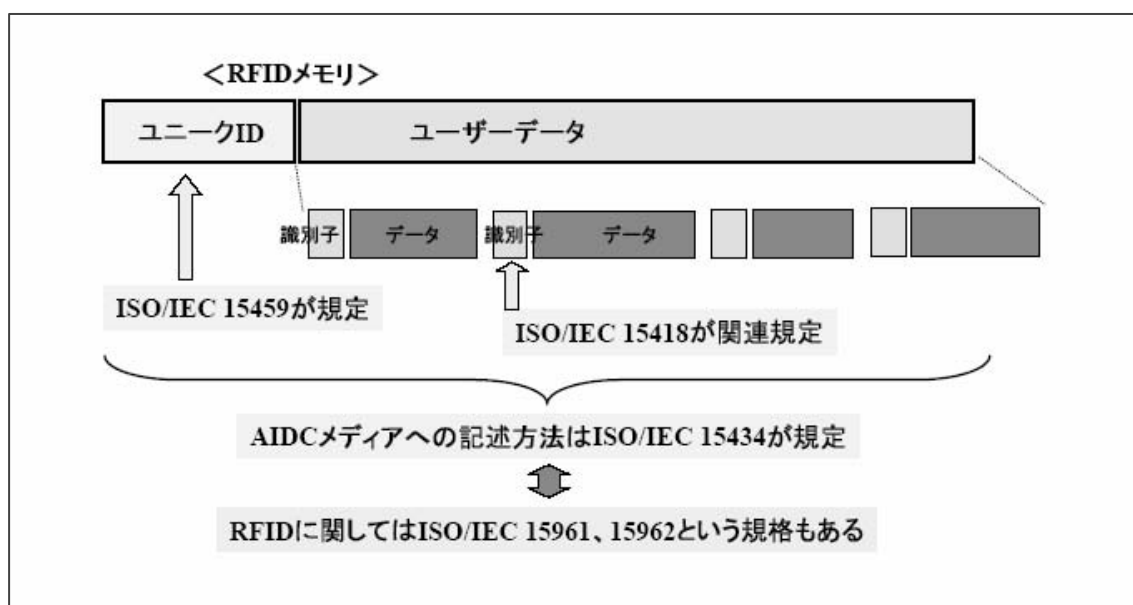 ＜RFIDメモリ＞
ユニークID
ユーザーデータ
識別子
データ
識別子
データ
ISO/IEC 15459が規定
ISO/IEC 15418が関連規定
AIDCメディアへの記述方法はISO/IEC 15434が規定
RFIDに関してはISO/IEC 15961、15962という規格もある